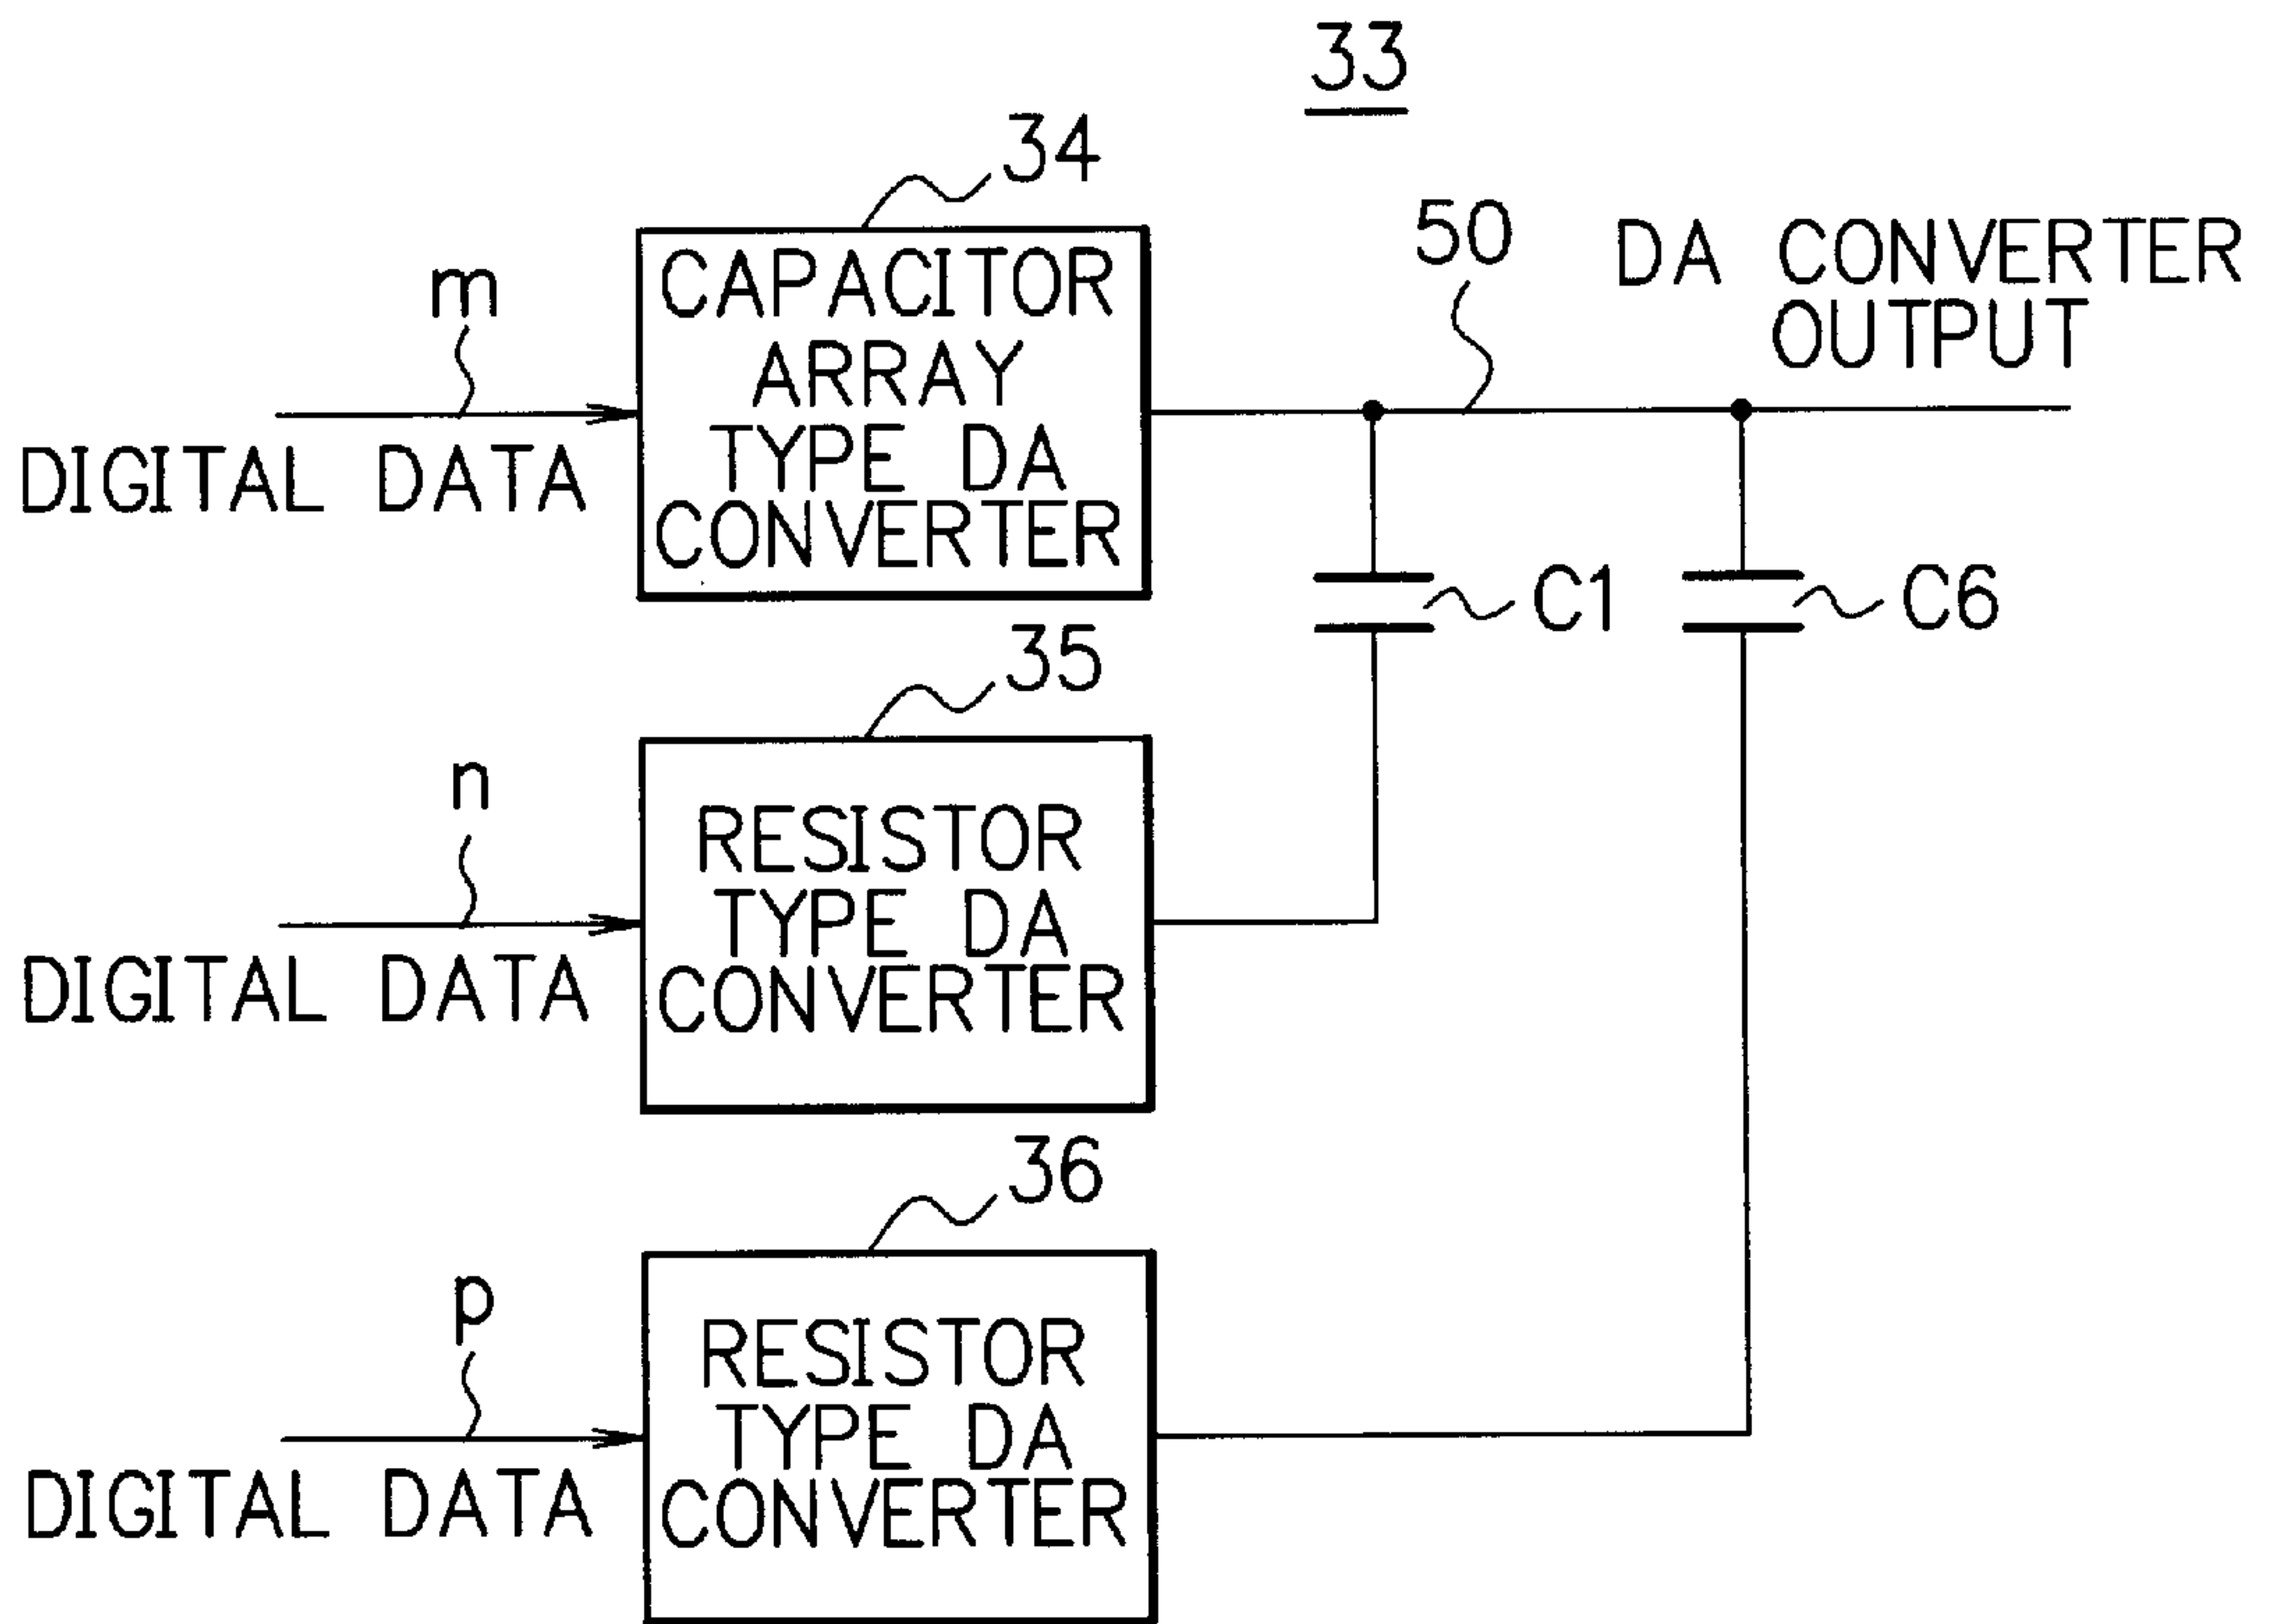 33
34
50
DA CONVERTER
OUTPUT
m
DIGITAL DATA
CAPACITOR
ARRAY
TYPE DA
CONVERTER
C1
C6
35
n
DIGITAL DATA
RESISTOR
TYPE DA
CONVERTER
36
p
DIGITAL DATA
RESISTOR
TYPE DA
CONVERTER